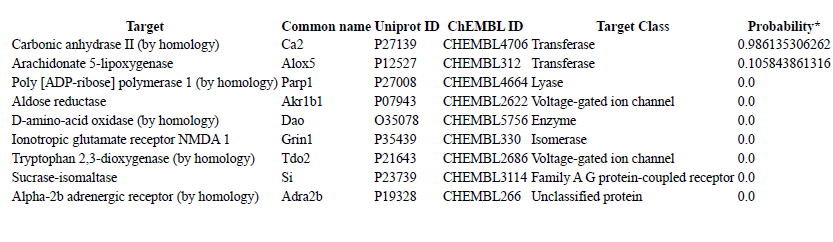 Target Common name Uniprot ID ChEMBL ID Target Class Probability*
Carbonic anhydrase II (by homology) Ca2 P27139 CHEMBL4706 Transferase 0.986135306262
Arachidonate 5-lipoxygenase Alox5 P12527 CHEMBL312 Transferase 0.105843861316
Poly [ADP-ribose] polymerase 1 (by homology) Parp1 P27008 CHEMBL4664 Lyase 0.0
Aldose reductase Akr1b1 P07943 CHEMBL2622 Voltage-gated ion channel 0.0
D-amino-acid oxidase (by homology) Dao O35078 CHEMBL5756 Enzyme 0.0
Ionotropic glutamate receptor NMDA 1 Grin1 P35439 CHEMBL330 Isomerase 0.0
Tryptophan 2,3-dioxygenase (by homology) Tdo2 P21643 CHEMBL2686 Voltage-gated ion channel 0.0
Sucrase-isomaltase Si P23739 CHEMBL3114 Family A G protein-coupled receptor 0.0
Alpha-2b adrenergic receptor (by homology) Adra2b P19328 CHEMBL266 Unclassified protein 0.0